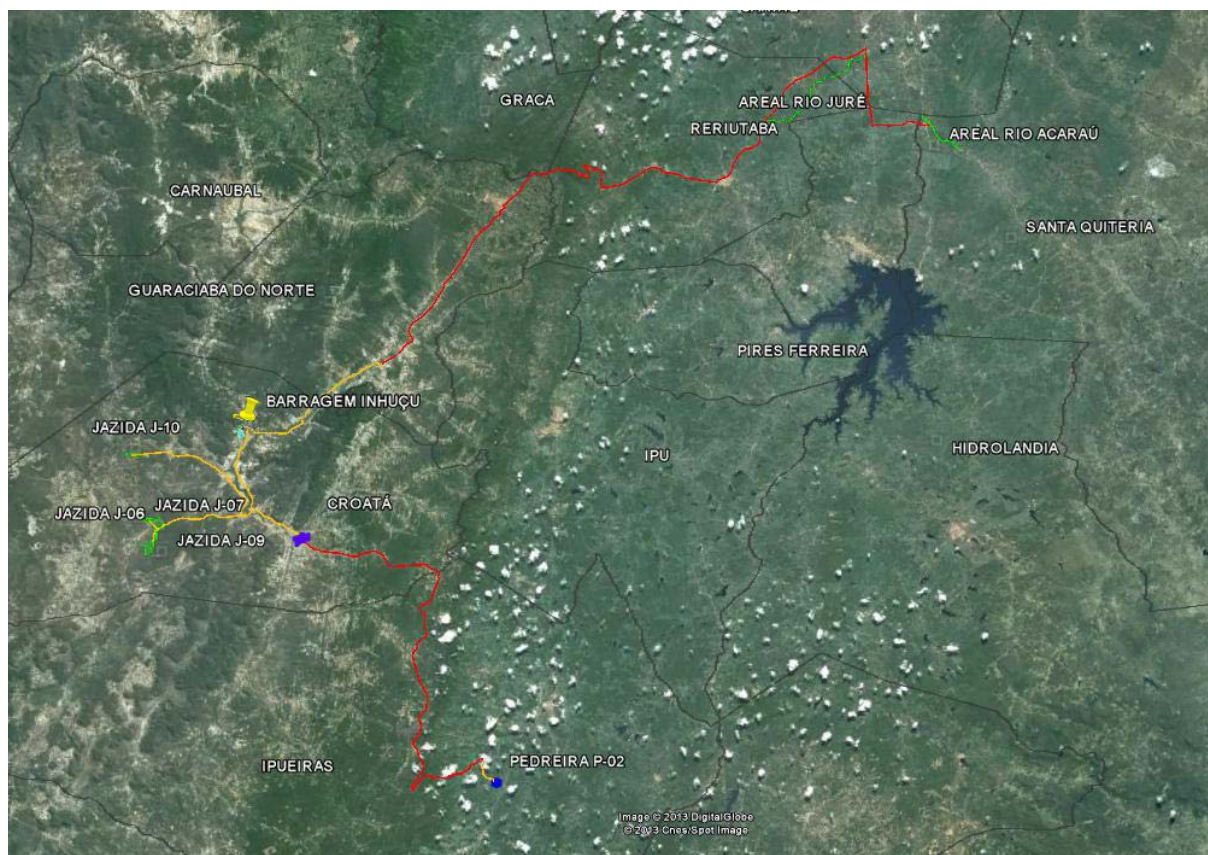 GRACA
AREAL RIO JURÊ
RERIUTABA
AREAL RIO ACARAÚ
CARNAUBAL
SANTA QUITERIA
GUARACIABA DO NORTE
PIRES FERREIRA
BARRAGEM INHUÇU
JAZIDA J-10
IPU
HIDROLANDIA
JAZIDA J-07
CROATÁ
JAZIDA J-06
JAZIDA J-09
IPUEIRAS
PEDREIRA P-02
Image © 2013 DigitalGlobe
© 2013 Cnes/Spot Image